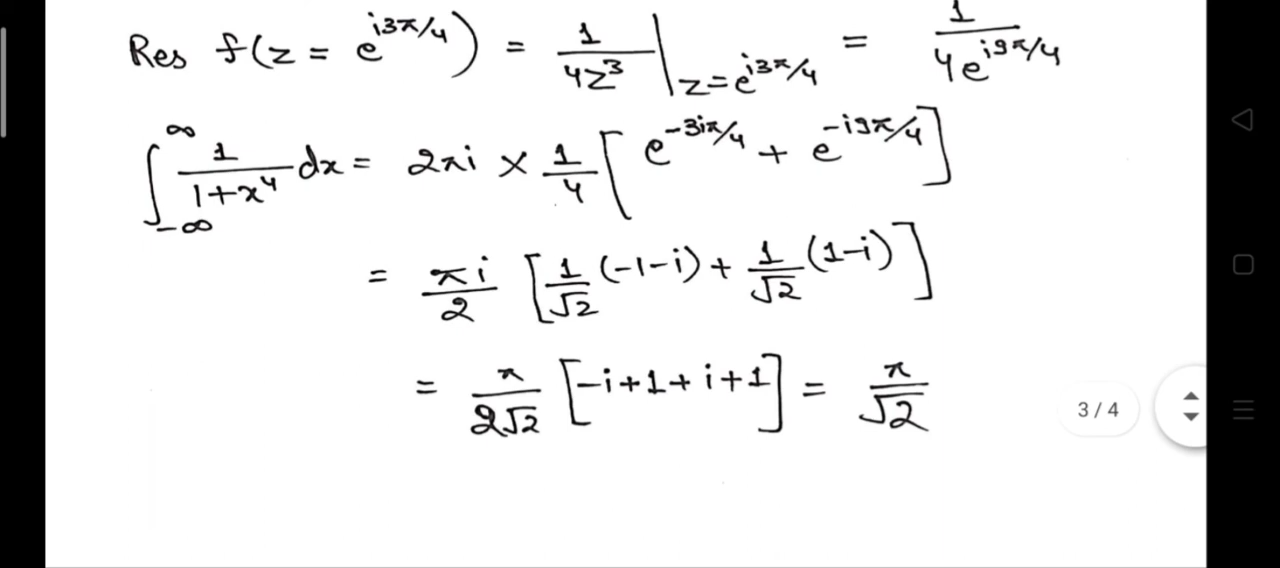 Res f(z = e^{i3π/4}) = 1/(4z^3) |_{z=e^{i3π/4}} = 1/(4e^{i9π/4})
∫_{-∞}^{∞} 1/(1+x^4) dx = 2πi × 1/4 [ e^{-3iπ/4} + e^{-i9π/4} ]
= πi/2 [ 1/√2 (-1-i) + 1/√2 (1-i) ]
= π/(2√2) [-i+1+i+1] = π/√2
3 / 4